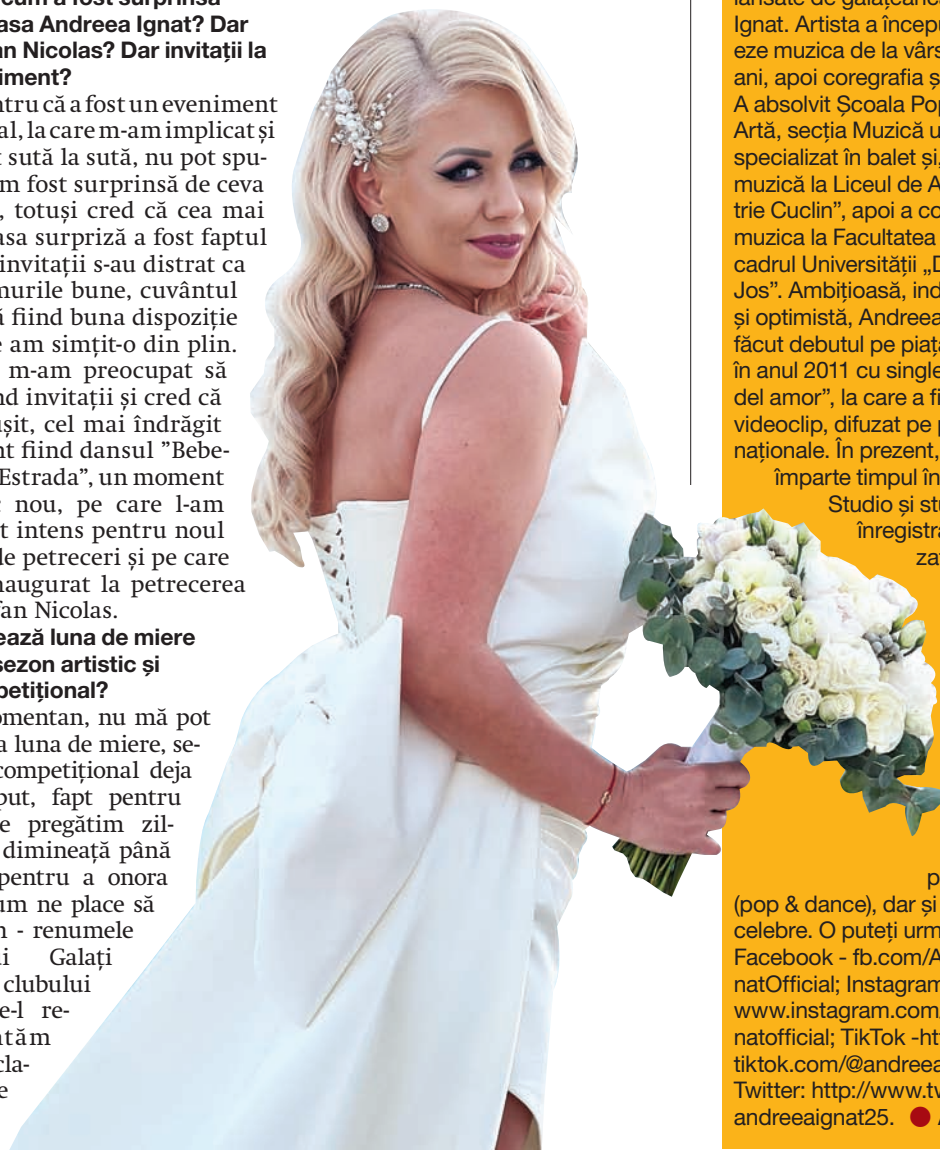 cum a fost surprinsă
asa Andreea Ignat? Dar
an Nicolas? Dar invitații la
iment?
ntru că a fost un eveniment
al, la care m-am implicat și
sută la sută, nu pot spu-
m fost surprinsă de ceva
, totuși cred că cea mai
asa surpriză a fost faptul
invitații s-au distrat ca
murile bune, cuvântul
ă fiind buna dispoziție
e am simțit-o din plin.
m-am preocupat să
nd invitații și cred că
ușit, cel mai îndrăgit
nt fiind dansul ”Bebe-
Estrada”, un moment
c nou, pe care l-am
t intens pentru noul
de petreceri și pe care
naugurat la petrecerea
fan Nicolas.
ează luna de miere
sezon artistic și
petițional?
omentan, nu mă pot
a luna de miere, se-
competițional deja
put, fapt pentru
e pregătim zil-
dimineață până
pentru a onora
um ne place să
n - renumele
i Galați
clubului
e-l re-
ntăm
cla-
e
lansate de gălățeanc
Ignat. Artista a începu
eze muzica de la vârs
ani, apoi coregrafia ș
A absolvit Școala Pop
Artă, secția Muzică u
specializat în balet și,
muzică la Liceul de A
trie Cuclin”, apoi a co
muzica la Facultatea
cadrul Universității „D
Jos”. Ambițioasă, ind
și optimistă, Andreea
făcut debutul pe piața
în anul 2011 cu single
del amor”, la care a fi
videoclip, difuzat pe p
naționale. În prezent,
împarte timpul în
Studio și stu
înregistra
za
p
(pop & dance), dar și
celebre. O puteți urm
Facebook - fb.com/A
natOfficial; Instagram
www.instagram.com/
natofficial; TikTok -ht
tiktok.com/@andreea
Twitter: http://www.tv
andreeaignat25. ● A